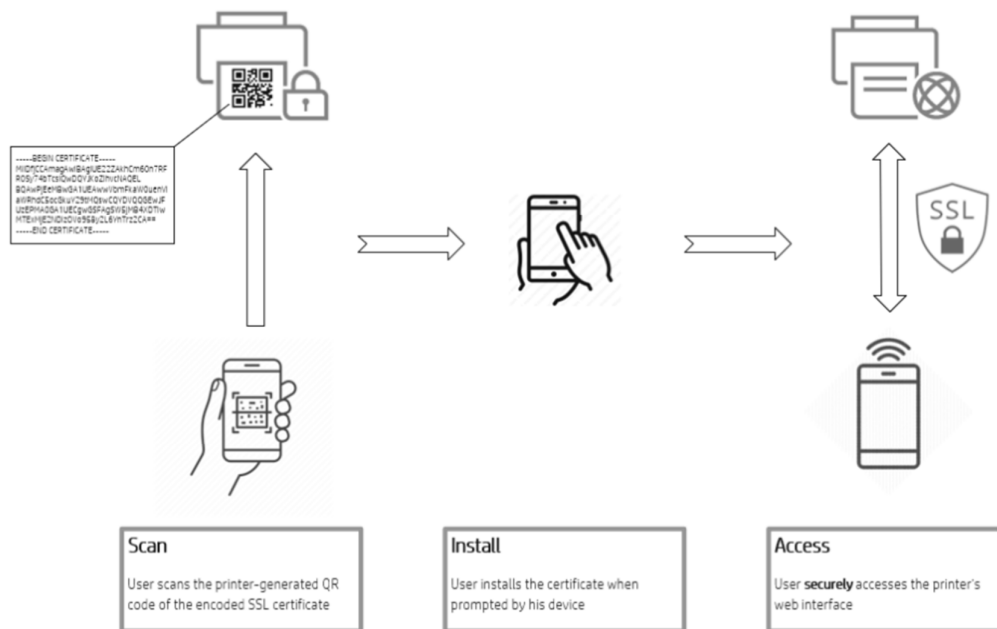 -----BEGIN CERTIFICATE-----
-----END CERTIFICATE-----
SSL
Scan
User scans the printer-generated QR
code of the encoded SSL certificate
Install
User installs the certificate when
prompted by his device
Access
User securely accesses the printer's
web interface